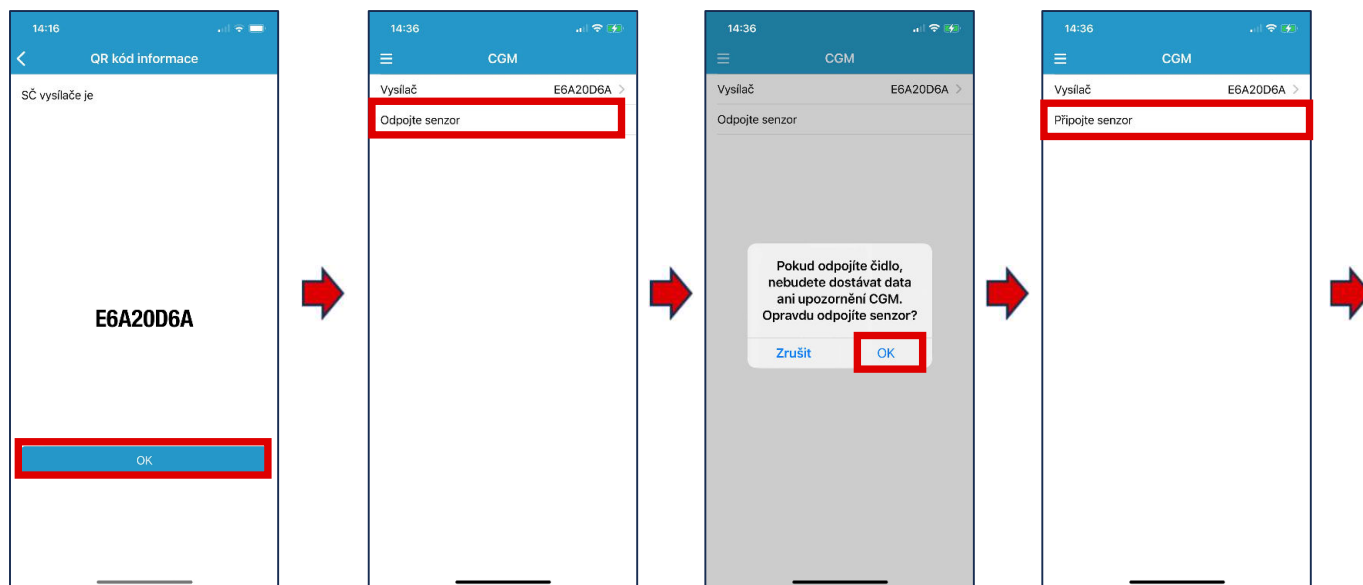 14:16
QR kód informace
SČ vysílače je
E6A20D6A
OK
14:36
CGM
Vysílač E6A20D6A
Odpojte senzor
14:36
CGM
Vysílač E6A20D6A
Odpojte senzor
Pokud odpojíte čidlo,
nebudete dostávat data
ani upozornění CGM.
Opravdu odpojíte senzor?
Zrušit OK
14:36
CGM
Vysílač E6A20D6A
Připojte senzor